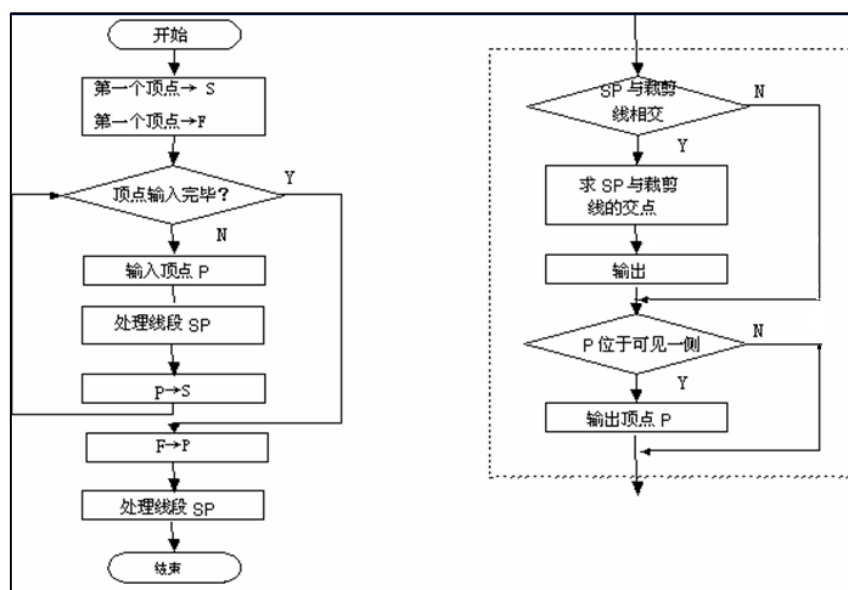 开始
第一个顶点→ S
第一个顶点→F
顶点输入完毕?
Y
N
输入顶点 P
处理线段 SP
P→S
F→P
处理线段 SP
结束
SP 与裁剪
线相交
N
Y
求 SP 与裁剪
线的交点
输出
P 位于可见一侧
N
Y
输出顶点 P